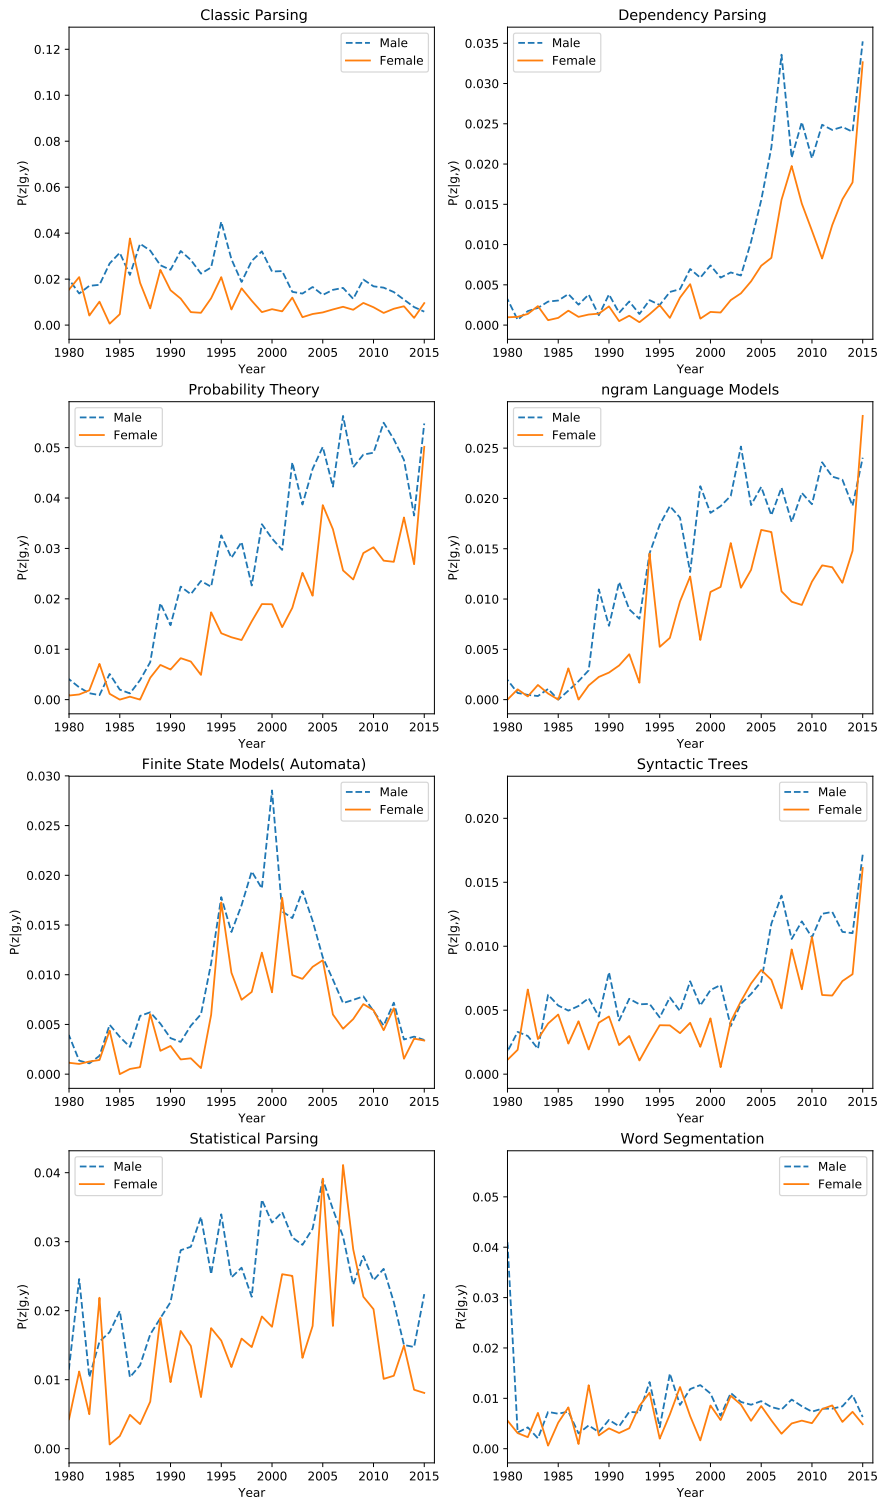 Classic Parsing
Male
Female
0.12
0.10
0.08
0.06
0.04
0.02
0.00
P(z|g,y)
1980 1985 1990 1995 2000 2005 2010 2015
Year
Dependency Parsing
Male
Female
0.035
0.030
0.025
0.020
0.015
0.010
0.005
0.000
P(z|g,y)
1980 1985 1990 1995 2000 2005 2010 2015
Year
Probability Theory
Male
Female
0.05
0.04
0.03
0.02
0.01
0.00
P(z|g,y)
1980 1985 1990 1995 2000 2005 2010 2015
Year
ngram Language Models
Male
Female
0.025
0.020
0.015
0.010
0.005
0.000
P(z|g,y)
1980 1985 1990 1995 2000 2005 2010 2015
Year
Finite State Models( Automata)
Male
Female
0.030
0.025
0.020
0.015
0.010
0.005
0.000
P(z|g,y)
1980 1985 1990 1995 2000 2005 2010 2015
Year
Syntactic Trees
Male
Female
0.020
0.015
0.010
0.005
0.000
P(z|g,y)
1980 1985 1990 1995 2000 2005 2010 2015
Year
Statistical Parsing
Male
Female
0.04
0.03
0.02
0.01
0.00
P(z|g,y)
1980 1985 1990 1995 2000 2005 2010 2015
Year
Word Segmentation
Male
Female
0.05
0.04
0.03
0.02
0.01
0.00
P(z|g,y)
1980 1985 1990 1995 2000 2005 2010 2015
Year